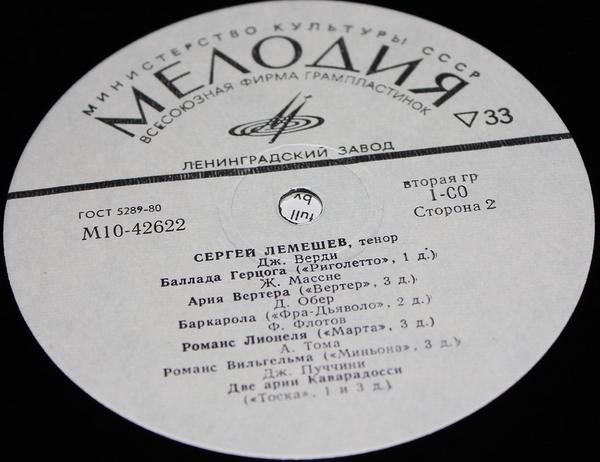 МИНИСТЕРСТВО КУЛЬТУРЫ СССР
МЕЛОДИЯ
ВСЕСОЮЗНАЯ ФИРМА ГРАМПЛАСТИНОК
33
ЛЕНИНГРАДСКИЙ ЗАВОД
ГОСТ 5289-80
М10-42622
вторая гр
1-СО
Сторона 2
full
by
СЕРГЕЙ ЛЕМЕШЕВ, тенор
Дж. Верди
Баллада Герцога («Риголетто», 1 д.)
Ж. Массне
Ария Вертера («Вертер», 3 д.)
Д. Обер
Баркарола («Фра-Дьяволо», 2 д.)
Ф. Флотов
Романс Лионеля («Марта», 3 д.)
А. Тома
Романс Вильгельма («Миньона», 3 д.)
Дж. Пуччини
Две арии Каварадосси
(«Тоска», 1 и 3 д.)